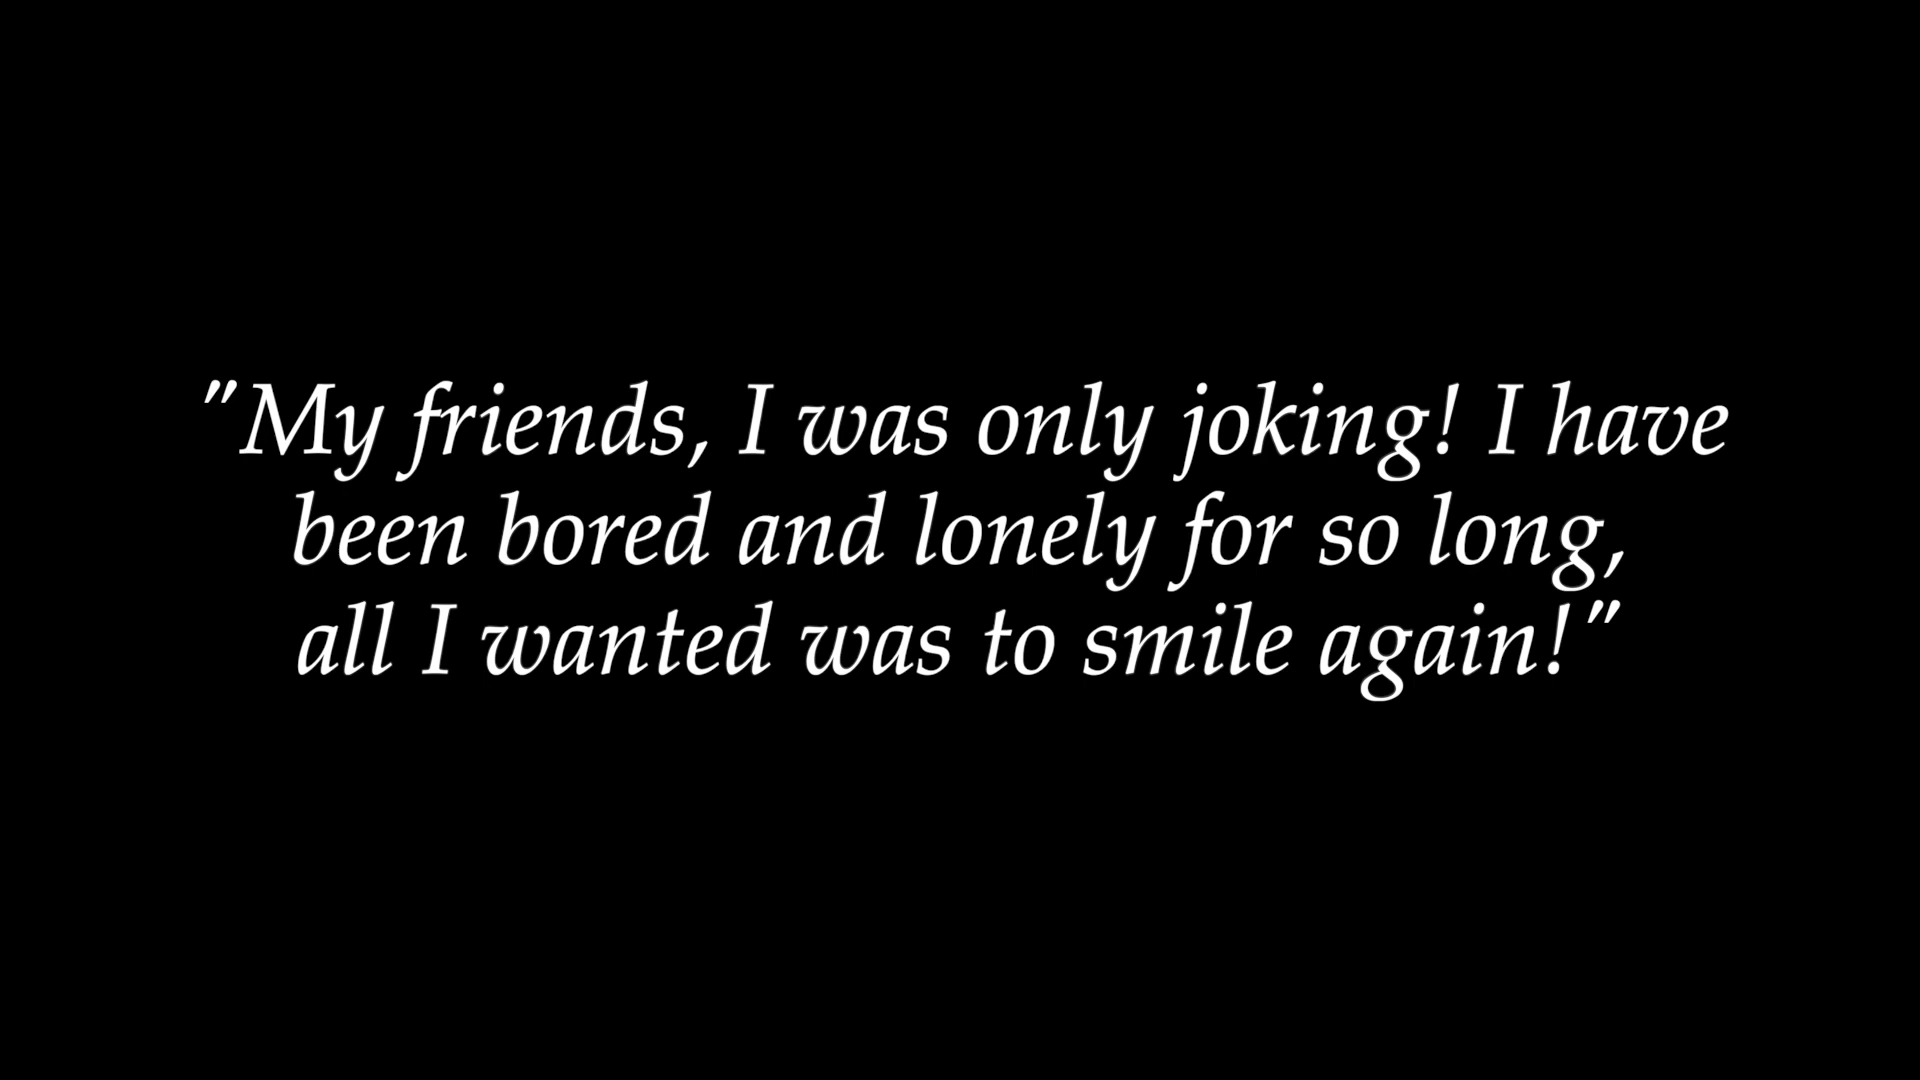 "My friends, I was only joking! I have
been bored and lonely for so long,
all I wanted was to smile again!"